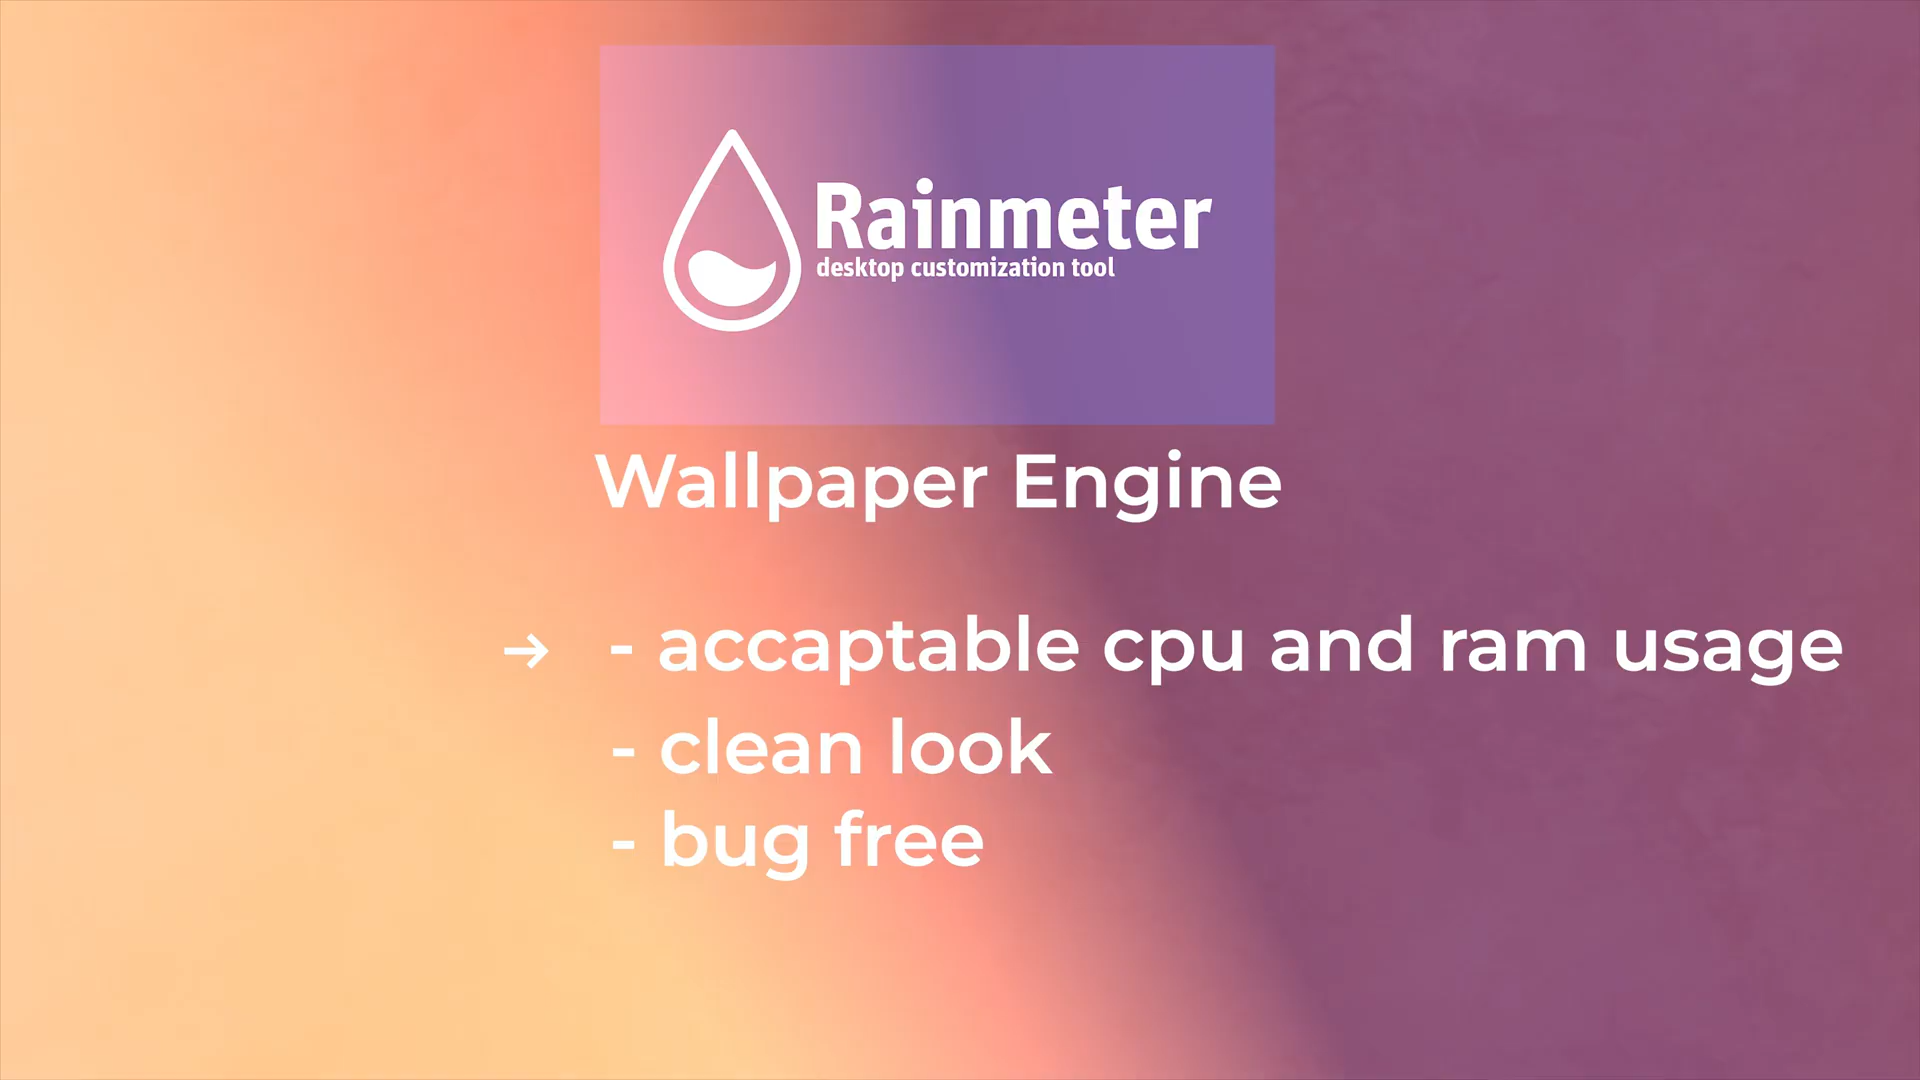 Rainmeter
desktop customization tool
Wallpaper Engine
→ - accaptable cpu and ram usage
- clean look
- bug free